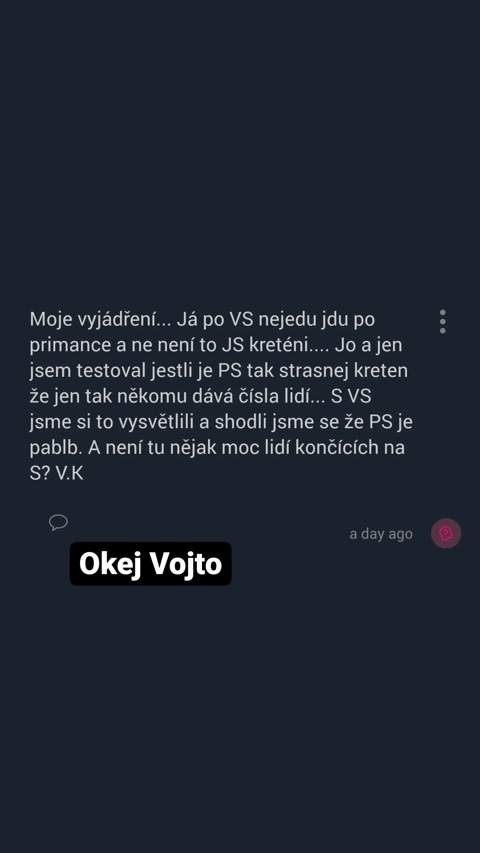 Moje vyjádření... Já po VS nejedu jdu po
primance a ne není to JS kreténi.... Jo a jen
jsem testoval jestli je PS tak strasnej kreten
že jen tak někomu dává čísla lidí... S VS
jsme si to vysvětlili a shodli jsme se že PS je
pablb. A není tu nějak moc lidí končících na
S? V.K
a day ago
Okej Vojto